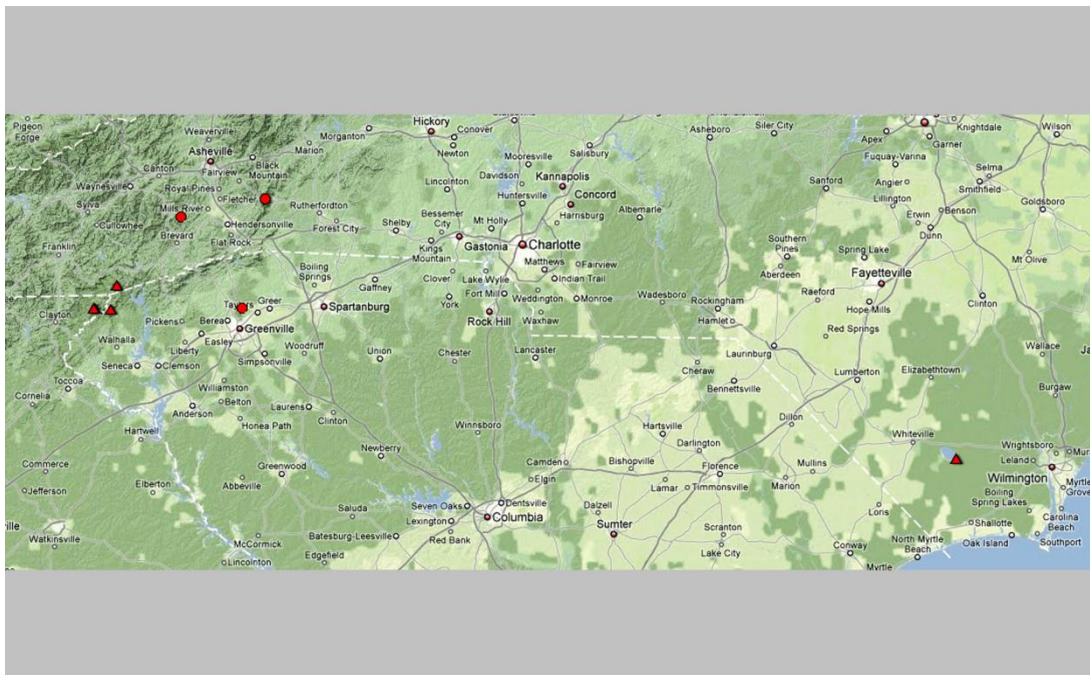 Pigeon
Forge
Weaverville
Asheville
Fairview
Black
Mountain
Marion
Morganton
Hickory
Conover
Newton
Mooresville
Davidson
Huntersville
Salisbury
Kannapolis
Concord
Harrisburg
Albemarle
Asheboro
Siler City
Apex
Knightdale
Garner
Wilson
Fuquay-Varina
Angier
Lillington
Selma
Smithfield
Sanford
Erwin
Benson
Dunn
Goldsboro
Mt Olive
Canton
Waynesville
Sylva
Cullowhee
Royal Pines
Fletcher
Mills River
Hendersonville
Brevard
Flat Rock
Franklin
Rutherfordton
Forest City
Lincolnton
Shelby
Bessemer
City
Mt Holly
Kings
Mountain
Gastonia
Charlotte
Matthews
Fairview
Indian Trail
Lake Wylie
Clover
Fort Mill
Weddington
Monroe
York
Rock Hill
Waxhaw
Wadesboro
Rockingham
Hamlet
Southern
Pines
Aberdeen
Spring Lake
Fayetteville
Raeford
Hope Mills
Red Springs
Laurinburg
Lumberton
Clinton
Wallace
Elizabethtown
Burgaw
Boiling
Springs
Gaffney
Spartanburg
Greer
Taylors
Berea
Greenville
Pickens
Easley
Liberty
Clayton
Walhalla
Seneca
Clemson
Simpsonville
Woodruff
Union
Chester
Lancaster
Cheraw
Bennettsville
Toccoa
Cornelia
Williamston
Belton
Anderson
Honea Path
Laurens
Clinton
Hartwell
Winnsboro
Newberry
Hartsville
Darlington
Dillon
Whiteville
Wrightsboro
Leland
Wilmington
Myrtle
Grove
Carolina
Beach
Boiling
Spring Lakes
Shallotte
Oak Island
Southport
Commerce
Jefferson
Watkinsville
Elberton
Greenwood
Abbeville
Saluda
McCormick
Lincolnton
Edgefield
Batesburg-Leesville
Camden
Elgin
Bishopville
Florence
Lamar
Timmonsville
Mullins
Marion
Loris
Seven Oaks
Dentsville
Lexington
Columbia
Red Bank
Dalzell
Sumter
Scranton
Lake City
Conway
North Myrtle
Beach
Myrtle